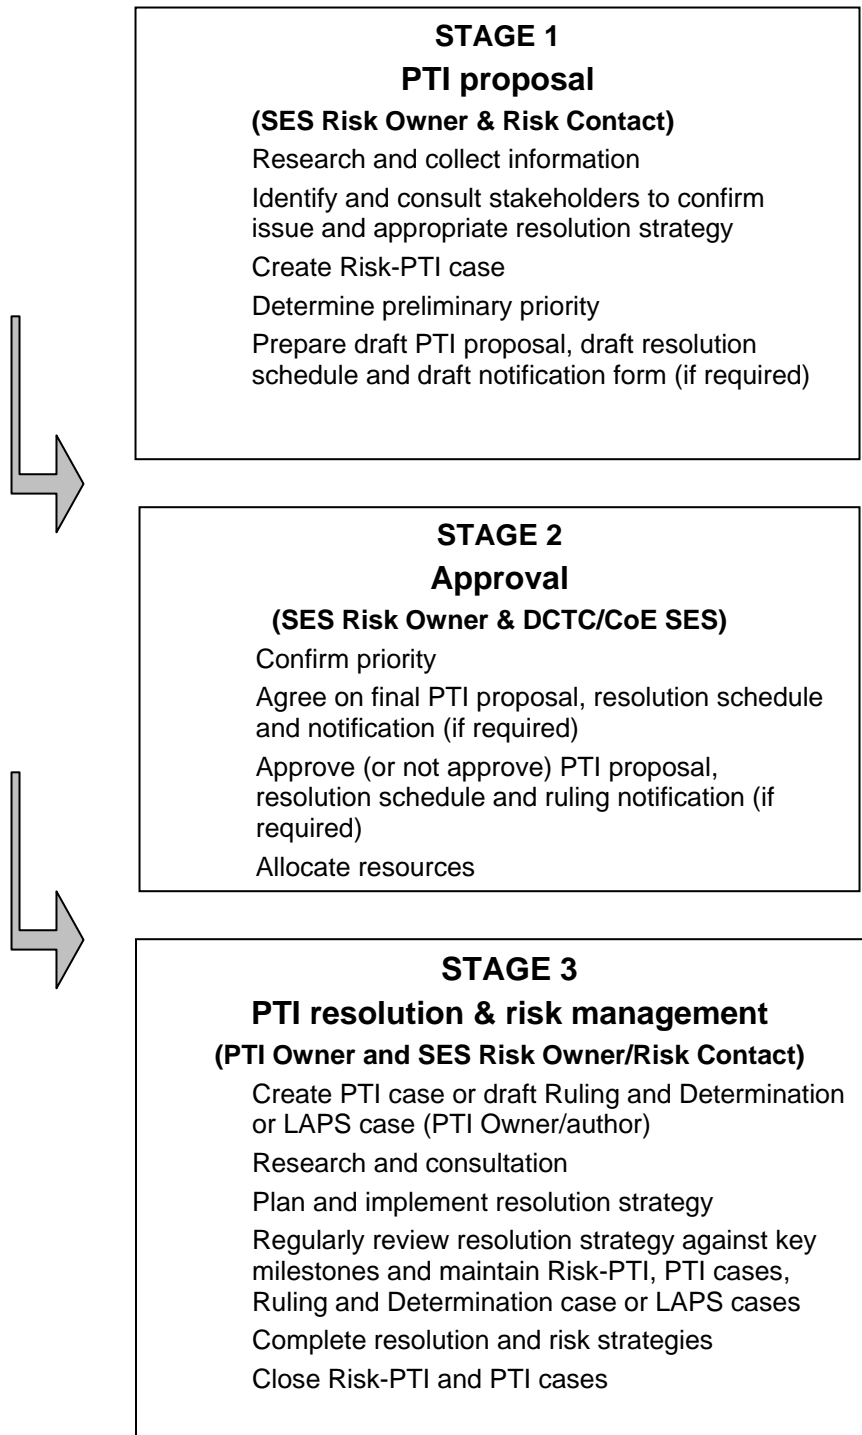 STAGE 1
PTI proposal
(SES Risk Owner & Risk Contact)
Research and collect information
Identify and consult stakeholders to confirm
issue and appropriate resolution strategy
Create Risk-PTI case
Determine preliminary priority
Prepare draft PTI proposal, draft resolution
schedule and draft notification form (if required)
STAGE 2
Approval
(SES Risk Owner & DCTC/CoE SES)
Confirm priority
Agree on final PTI proposal, resolution schedule
and notification (if required)
Approve (or not approve) PTI proposal,
resolution schedule and ruling notification (if
required)
Allocate resources
STAGE 3
PTI resolution & risk management
(PTI Owner and SES Risk Owner/Risk Contact)
Create PTI case or draft Ruling and Determination
or LAPS case (PTI Owner/author)
Research and consultation
Plan and implement resolution strategy
Regularly review resolution strategy against key
milestones and maintain Risk-PTI, PTI cases,
Ruling and Determination case or LAPS cases
Complete resolution and risk strategies
Close Risk-PTI and PTI cases